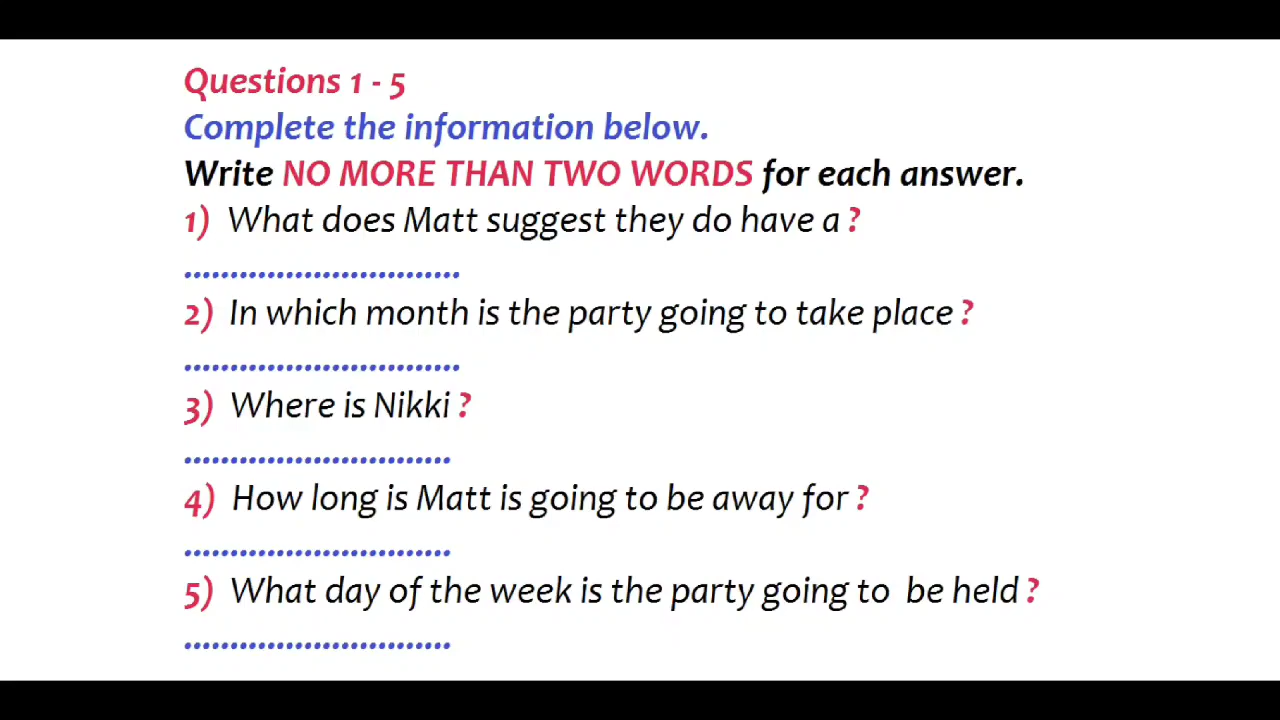 Questions 1 - 5
Complete the information below.
Write NO MORE THAN TWO WORDS for each answer.
1) What does Matt suggest they do have a ?
..............................
2) In which month is the party going to take place ?
..............................
3) Where is Nikki ?
.............................
4) How long is Matt is going to be away for ?
.............................
5) What day of the week is the party going to be held ?
.............................